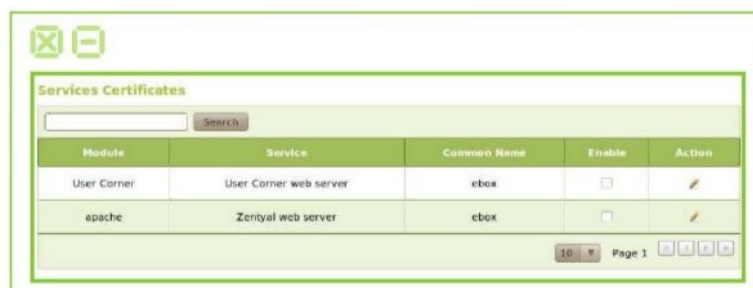 Services Certificates
Search
Module Service Common Name Enable Action
User Corner User Corner web server ebox
apache Zentyal web server ebox
10 Page 1